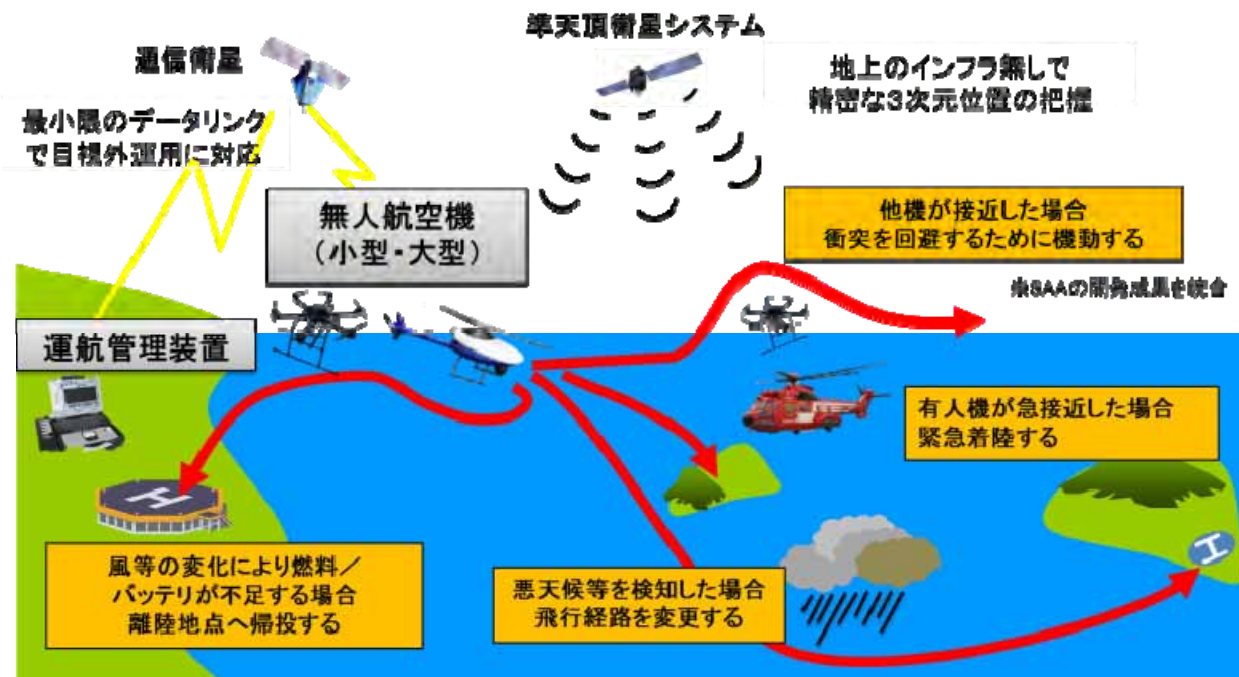 準天頂衛星システム
通信衛星
地上のインフラ無しで
精密な3次元位置の把握
最小限のデータリンク
で目視外運用に対応
無人航空機
(小型・大型)
他機が接近した場合
衝突を回避するために機動する
※SAAの開発成果を統合
運航管理装置
有人機が急接近した場合
緊急着陸する
風等の変化により燃料/
バッテリが不足する場合
離陸地点へ帰投する
悪天候等を検知した場合
飛行経路を変更する
H
H